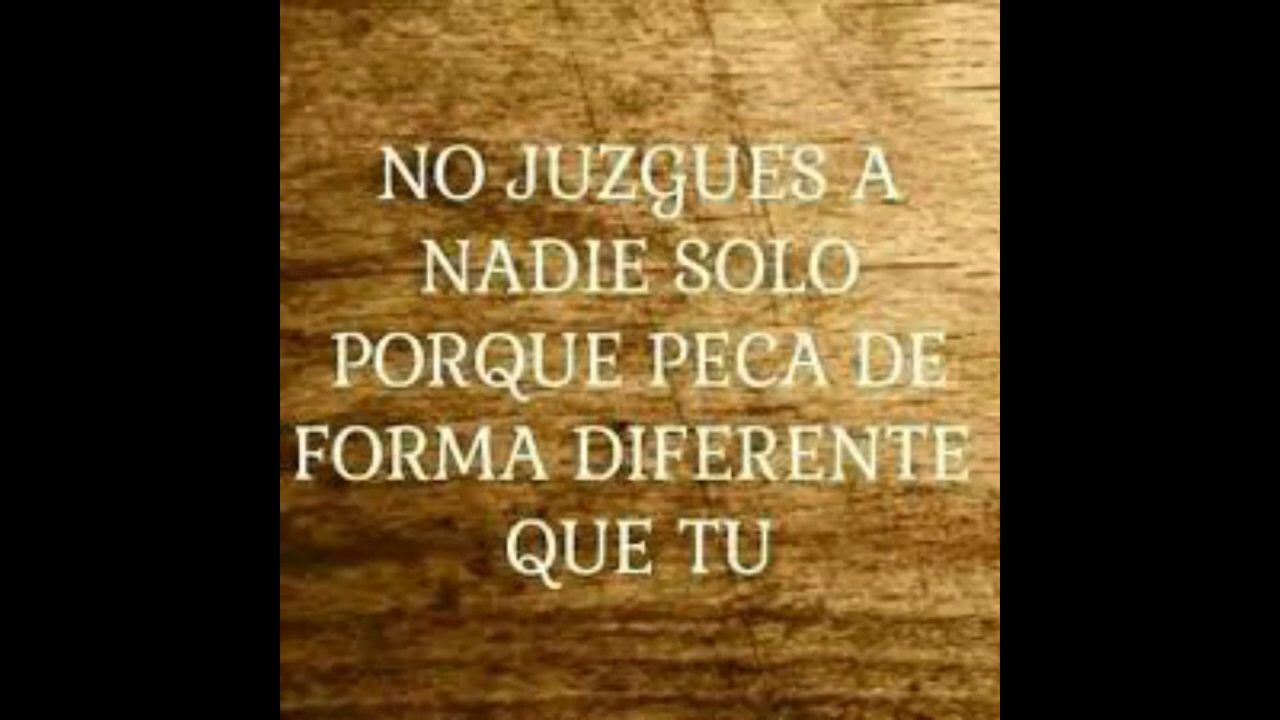 NO JUZGUES A
NADIE SOLO
PORQUE PECA DE
FORMA DIFERENTE
QUE TU